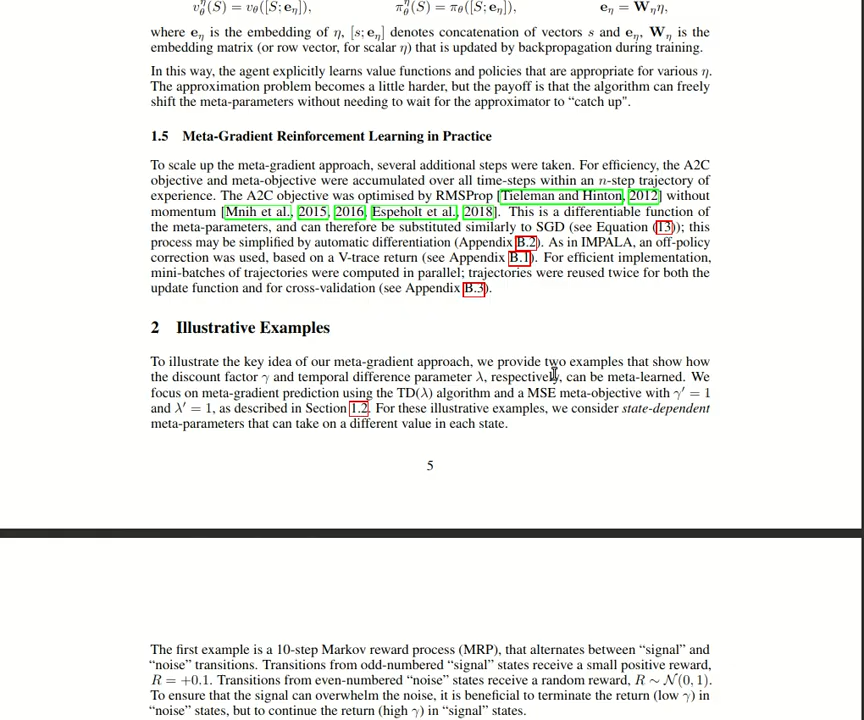 v_θ^η(S) = v_θ([S; e_η]), π_θ^η(S) = π_θ([S; e_η]), e_η = W_η η,
where e_η is the embedding of η, [s; e_η] denotes concatenation of vectors s and e_η, W_η is the
embedding matrix (or row vector, for scalar η) that is updated by backpropagation during training.
In this way, the agent explicitly learns value functions and policies that are appropriate for various η.
The approximation problem becomes a little harder, but the payoff is that the algorithm can freely
shift the meta-parameters without needing to wait for the approximator to “catch up".
1.5 Meta-Gradient Reinforcement Learning in Practice
To scale up the meta-gradient approach, several additional steps were taken. For efficiency, the A2C
objective and meta-objective were accumulated over all time-steps within an n-step trajectory of
experience. The A2C objective was optimised by RMSProp [Tieleman and Hinton, 2012] without
momentum [Mnih et al., 2015, 2016, Espeholt et al., 2018]. This is a differentiable function of
the meta-parameters, and can therefore be substituted similarly to SGD (see Equation (13)); this
process may be simplified by automatic differentiation (Appendix B.2). As in IMPALA, an off-policy
correction was used, based on a V-trace return (see Appendix B.1). For efficient implementation,
mini-batches of trajectories were computed in parallel; trajectories were reused twice for both the
update function and for cross-validation (see Appendix B.3).
2 Illustrative Examples
To illustrate the key idea of our meta-gradient approach, we provide two examples that show how
the discount factor γ and temporal difference parameter λ, respectively, can be meta-learned. We
focus on meta-gradient prediction using the TD(λ) algorithm and a MSE meta-objective with γ′ = 1
and λ′ = 1, as described in Section 1.2. For these illustrative examples, we consider state-dependent
meta-parameters that can take on a different value in each state.
5
The first example is a 10-step Markov reward process (MRP), that alternates between “signal” and
“noise” transitions. Transitions from odd-numbered “signal” states receive a small positive reward,
R = +0.1. Transitions from even-numbered “noise” states receive a random reward, R ∼ N(0, 1).
To ensure that the signal can overwhelm the noise, it is beneficial to terminate the return (low γ) in
“noise” states, but to continue the return (high γ) in “signal” states.